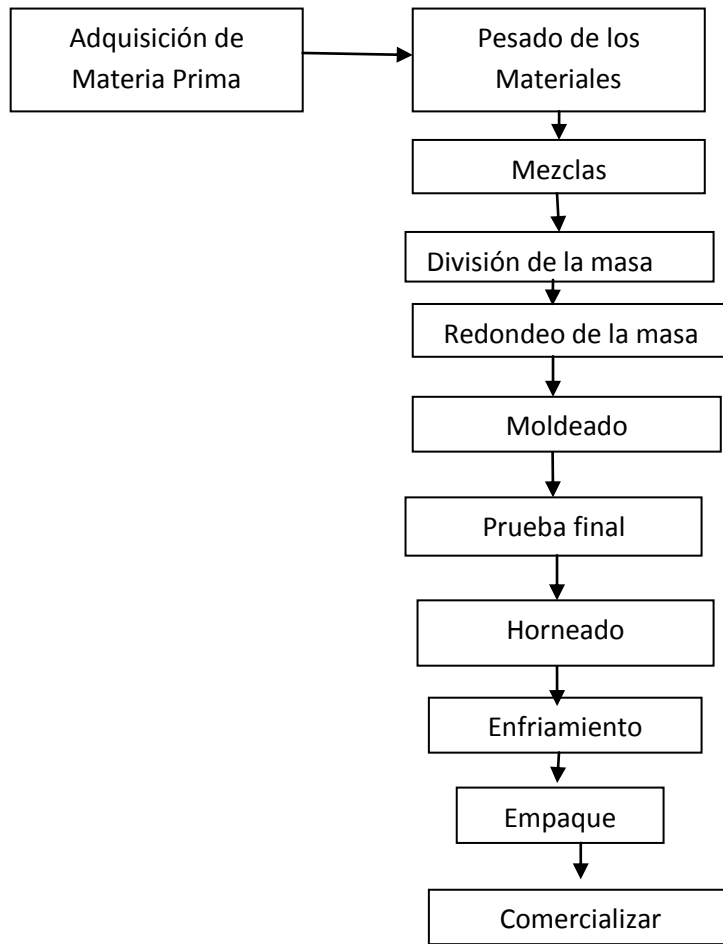 Adquisición de
Materia Prima
Pesado de los
Materiales
Mezclas
División de la masa
Redondeo de la masa
Moldeado
Prueba final
Horneado
Enfriamiento
Empaque
Comercializar